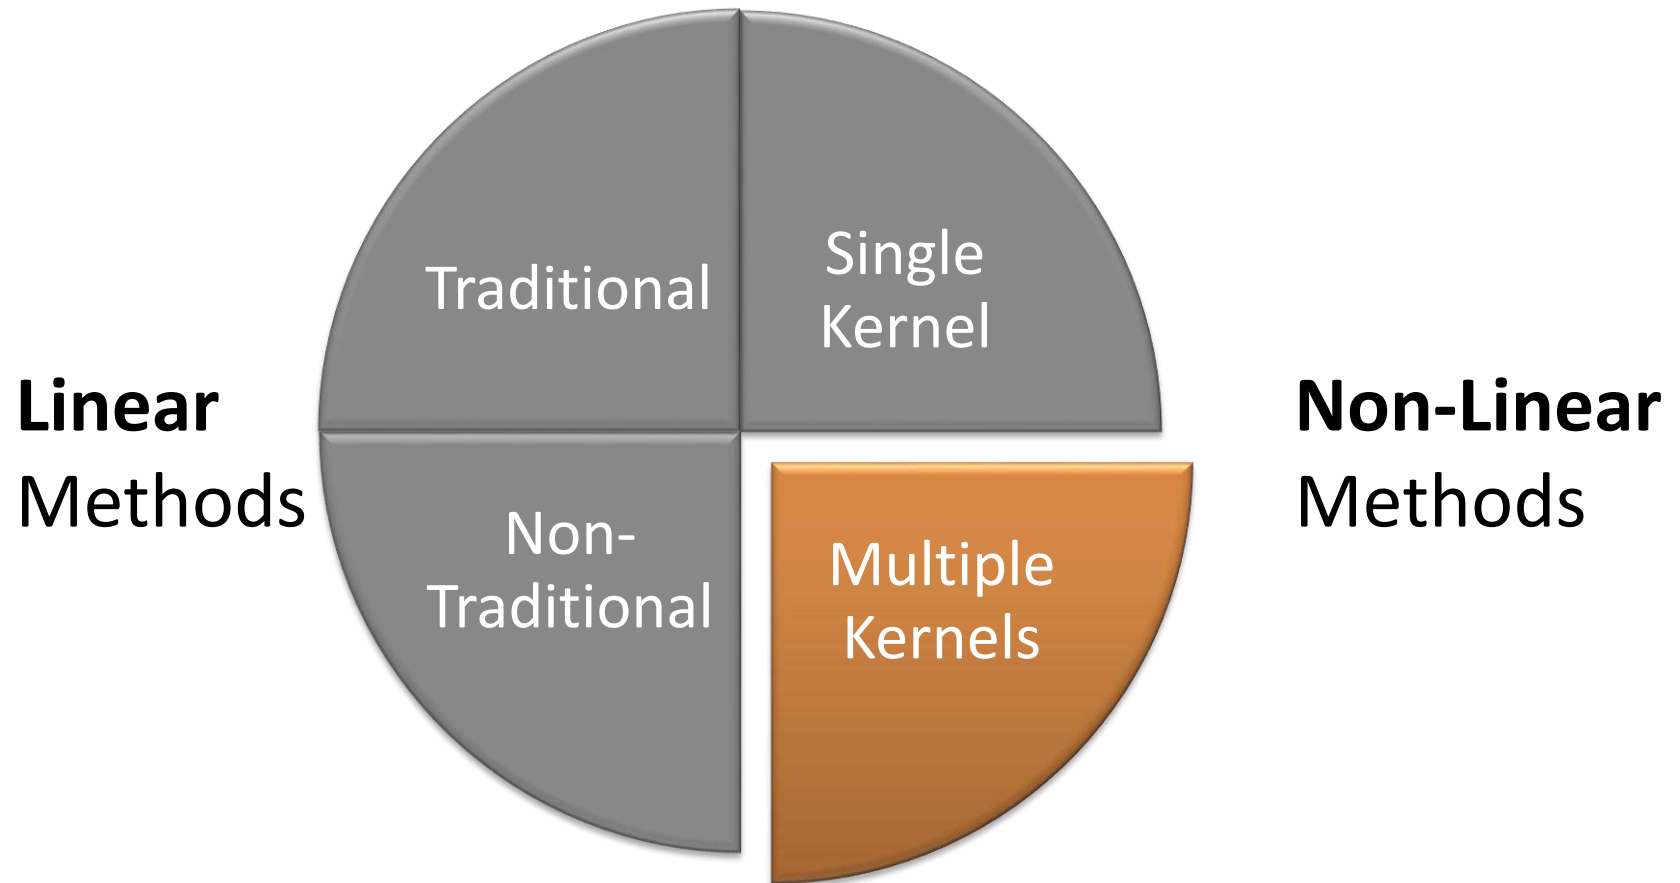 Linear
Methods
Traditional
Non-
Traditional
Single
Kernel
Multiple
Kernels
Non-Linear
Methods